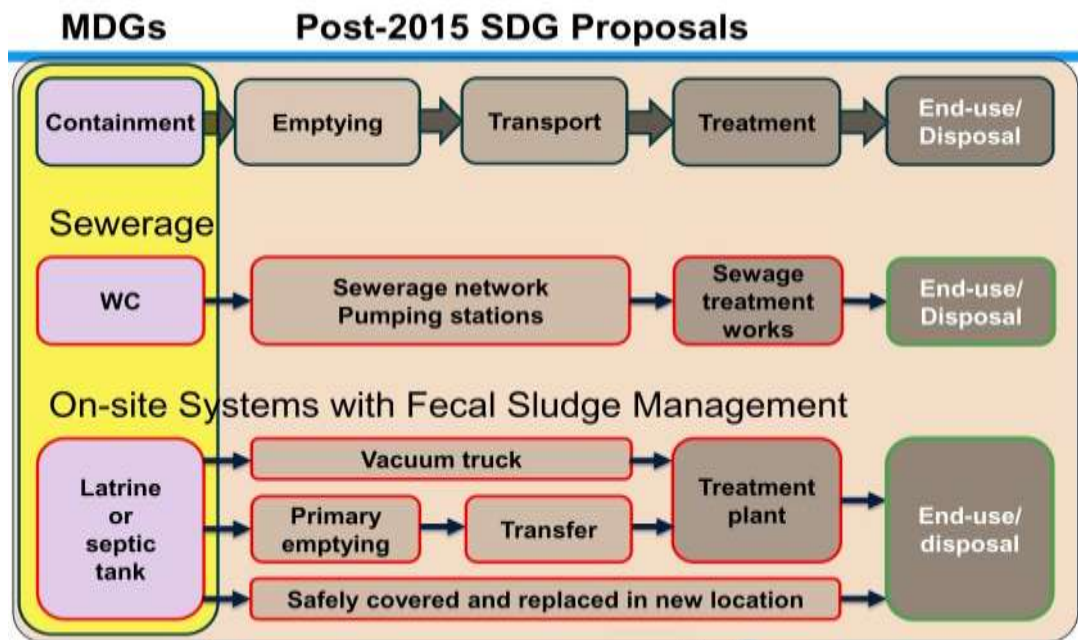 MDGs Post-2015 SDG Proposals
Containment
Emptying
Transport
Treatment
End-use/
Disposal
Sewerage
WC
Sewerage network
Pumping stations
Sewage
treatment
works
End-use/
Disposal
On-site Systems with Fecal Sludge Management
Latrine
or
septic
tank
Vacuum truck
Primary
emptying
Transfer
Treatment
plant
Safely covered and replaced in new location
End-use/
disposal